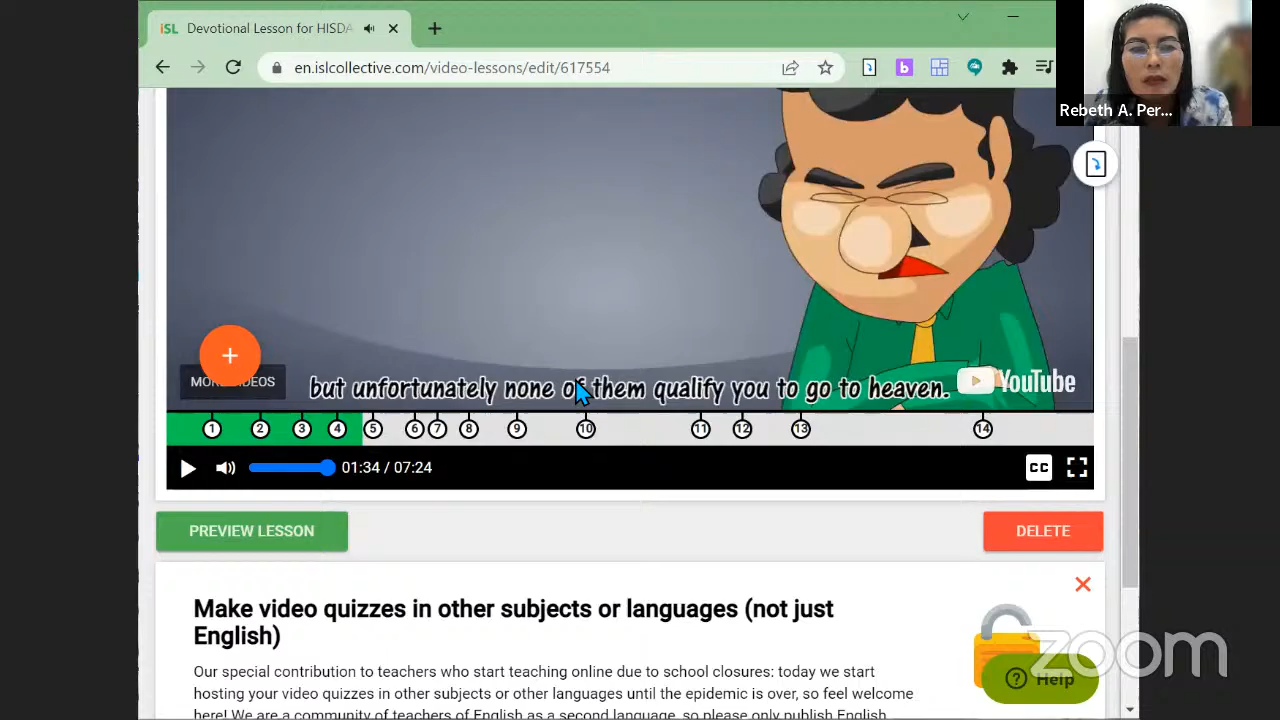 iSL Devotional Lesson for HISDA
en.islcollective.com/video-lessons/edit/617554
Rebeth A. Per...
but unfortunately none of them qualify you to go to heaven.
YouTube
1 2 3 4 5 6 7 8 9 10 11 12 13 14
01:34 / 07:24
CC
PREVIEW LESSON
DELETE
Make video quizzes in other subjects or languages (not just
English)
Our special contribution to teachers who start teaching online due to school closures: today we start
hosting your video quizzes in other subjects or other languages until the epidemic is over, so feel welcome
here! We are a community of teachers of English as a second language, so please only publish English
zoom
Help